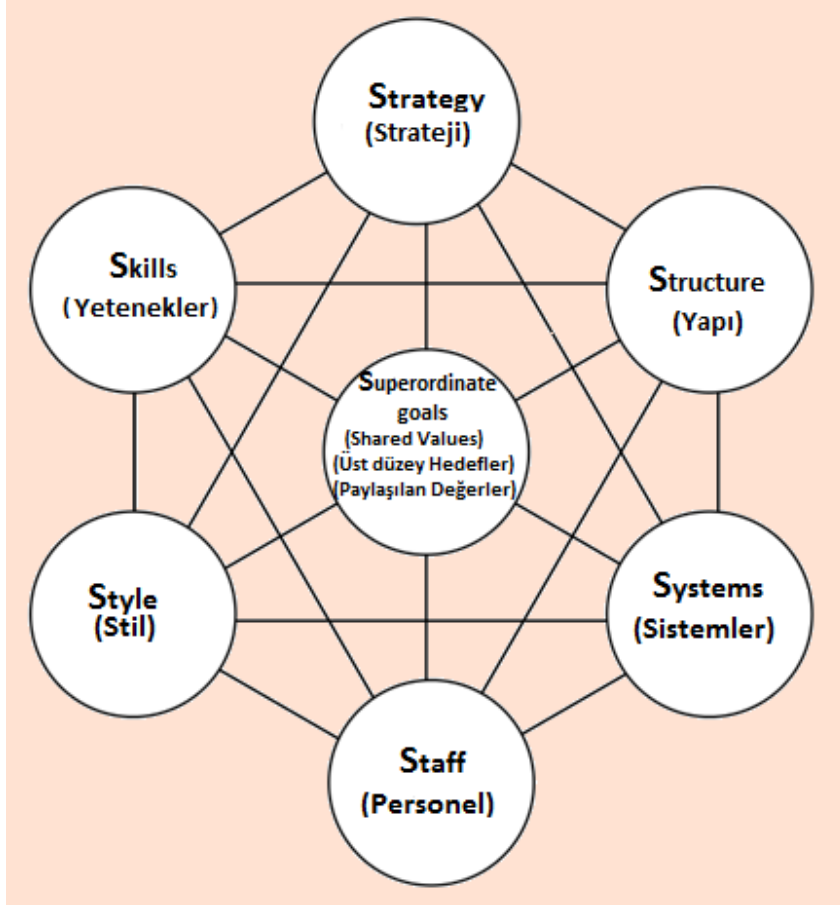 Strategy
(Strateji)
Skills
(Yetenekler)
Structure
(Yapı)
Superordinate
goals
(Shared Values)
(Üst düzey Hedefler)
(Paylaşılan Değerler)
Style
(Stil)
Systems
(Sistemler)
Staff
(Personel)